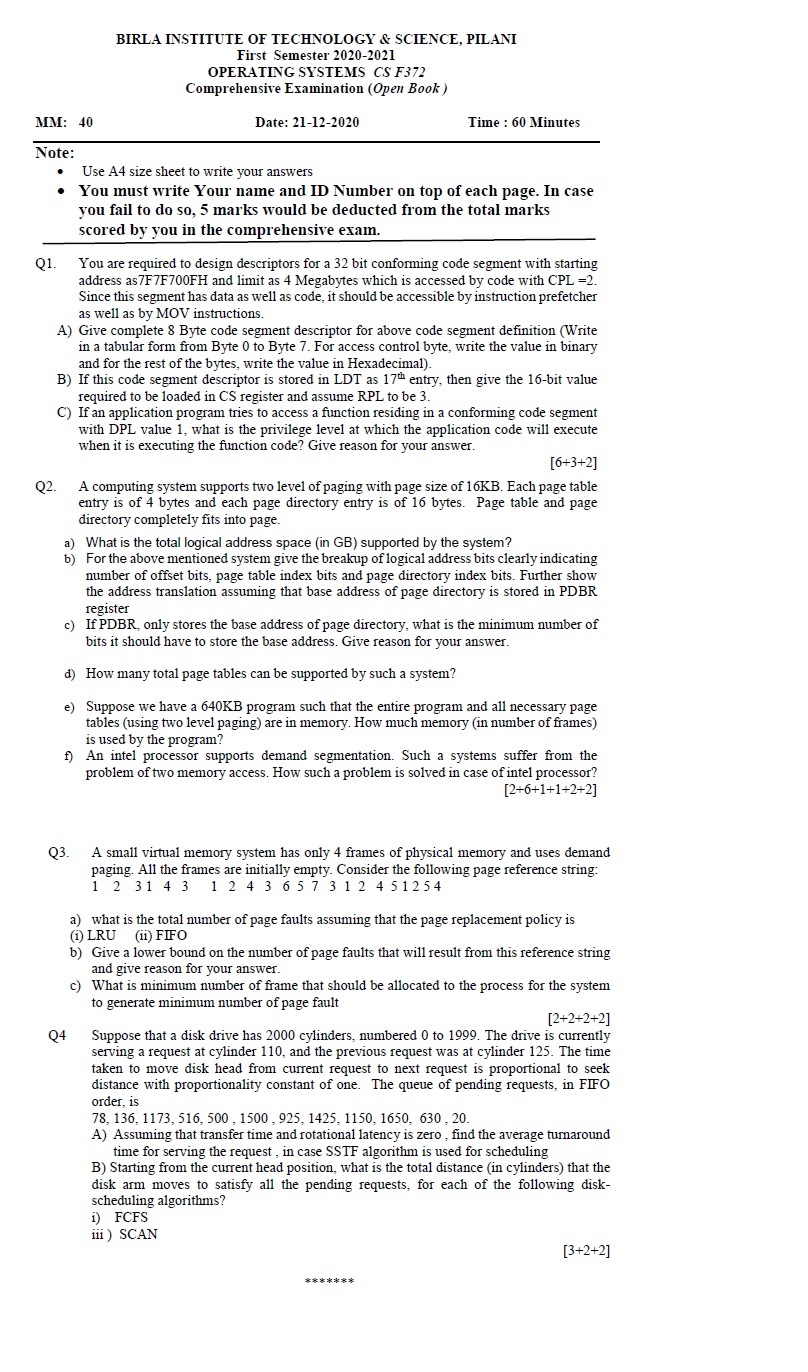 BIRLA INSTITUTE OF TECHNOLOGY & SCIENCE, PILANI
First Semester 2020-2021
OPERATING SYSTEMS CS F372
Comprehensive Examination (Open Book )
MM: 40 Date: 21-12-2020 Time : 60 Minutes
Note:
• Use A4 size sheet to write your answers
• You must write Your name and ID Number on top of each page. In case
you fail to do so, 5 marks would be deducted from the total marks
scored by you in the comprehensive exam.
Q1. You are required to design descriptors for a 32 bit conforming code segment with starting
address as7F7F700FH and limit as 4 Megabytes which is accessed by code with CPL =2.
Since this segment has data as well as code, it should be accessible by instruction prefetcher
as well as by MOV instructions.
A) Give complete 8 Byte code segment descriptor for above code segment definition (Write
in a tabular form from Byte 0 to Byte 7. For access control byte, write the value in binary
and for the rest of the bytes, write the value in Hexadecimal).
B) If this code segment descriptor is stored in LDT as 17th entry, then give the 16-bit value
required to be loaded in CS register and assume RPL to be 3.
C) If an application program tries to access a function residing in a conforming code segment
with DPL value 1, what is the privilege level at which the application code will execute
when it is executing the function code? Give reason for your answer.
[6+3+2]
Q2. A computing system supports two level of paging with page size of 16KB. Each page table
entry is of 4 bytes and each page directory entry is of 16 bytes. Page table and page
directory completely fits into page.
a) What is the total logical address space (in GB) supported by the system?
b) For the above mentioned system give the breakup of logical address bits clearly indicating
number of offset bits, page table index bits and page directory index bits. Further show
the address translation assuming that base address of page directory is stored in PDBR
register
c) If PDBR, only stores the base address of page directory, what is the minimum number of
bits it should have to store the base address. Give reason for your answer.
d) How many total page tables can be supported by such a system?
e) Suppose we have a 640KB program such that the entire program and all necessary page
tables (using two level paging) are in memory. How much memory (in number of frames)
is used by the program?
f) An intel processor supports demand segmentation. Such a systems suffer from the
problem of two memory access. How such a problem is solved in case of intel processor?
[2+6+1+1+2+2]
Q3. A small virtual memory system has only 4 frames of physical memory and uses demand
paging. All the frames are initially empty. Consider the following page reference string:
1 2 3 1 4 3 1 2 4 3 6 5 7 3 1 2 4 5 1 2 5 4
a) what is the total number of page faults assuming that the page replacement policy is
(i) LRU (ii) FIFO
b) Give a lower bound on the number of page faults that will result from this reference string
and give reason for your answer.
c) What is minimum number of frame that should be allocated to the process for the system
to generate minimum number of page fault
[2+2+2+2]
Q4 Suppose that a disk drive has 2000 cylinders, numbered 0 to 1999. The drive is currently
serving a request at cylinder 110, and the previous request was at cylinder 125. The time
taken to move disk head from current request to next request is proportional to seek
distance with proportionality constant of one. The queue of pending requests, in FIFO
order, is
78, 136, 1173, 516, 500 , 1500 , 925, 1425, 1150, 1650, 630 , 20.
A) Assuming that transfer time and rotational latency is zero , find the average turnaround
time for serving the request , in case SSTF algorithm is used for scheduling
B) Starting from the current head position, what is the total distance (in cylinders) that the
disk arm moves to satisfy all the pending requests, for each of the following disk-
scheduling algorithms?
i) FCFS
iii ) SCAN
[3+2+2]
*******